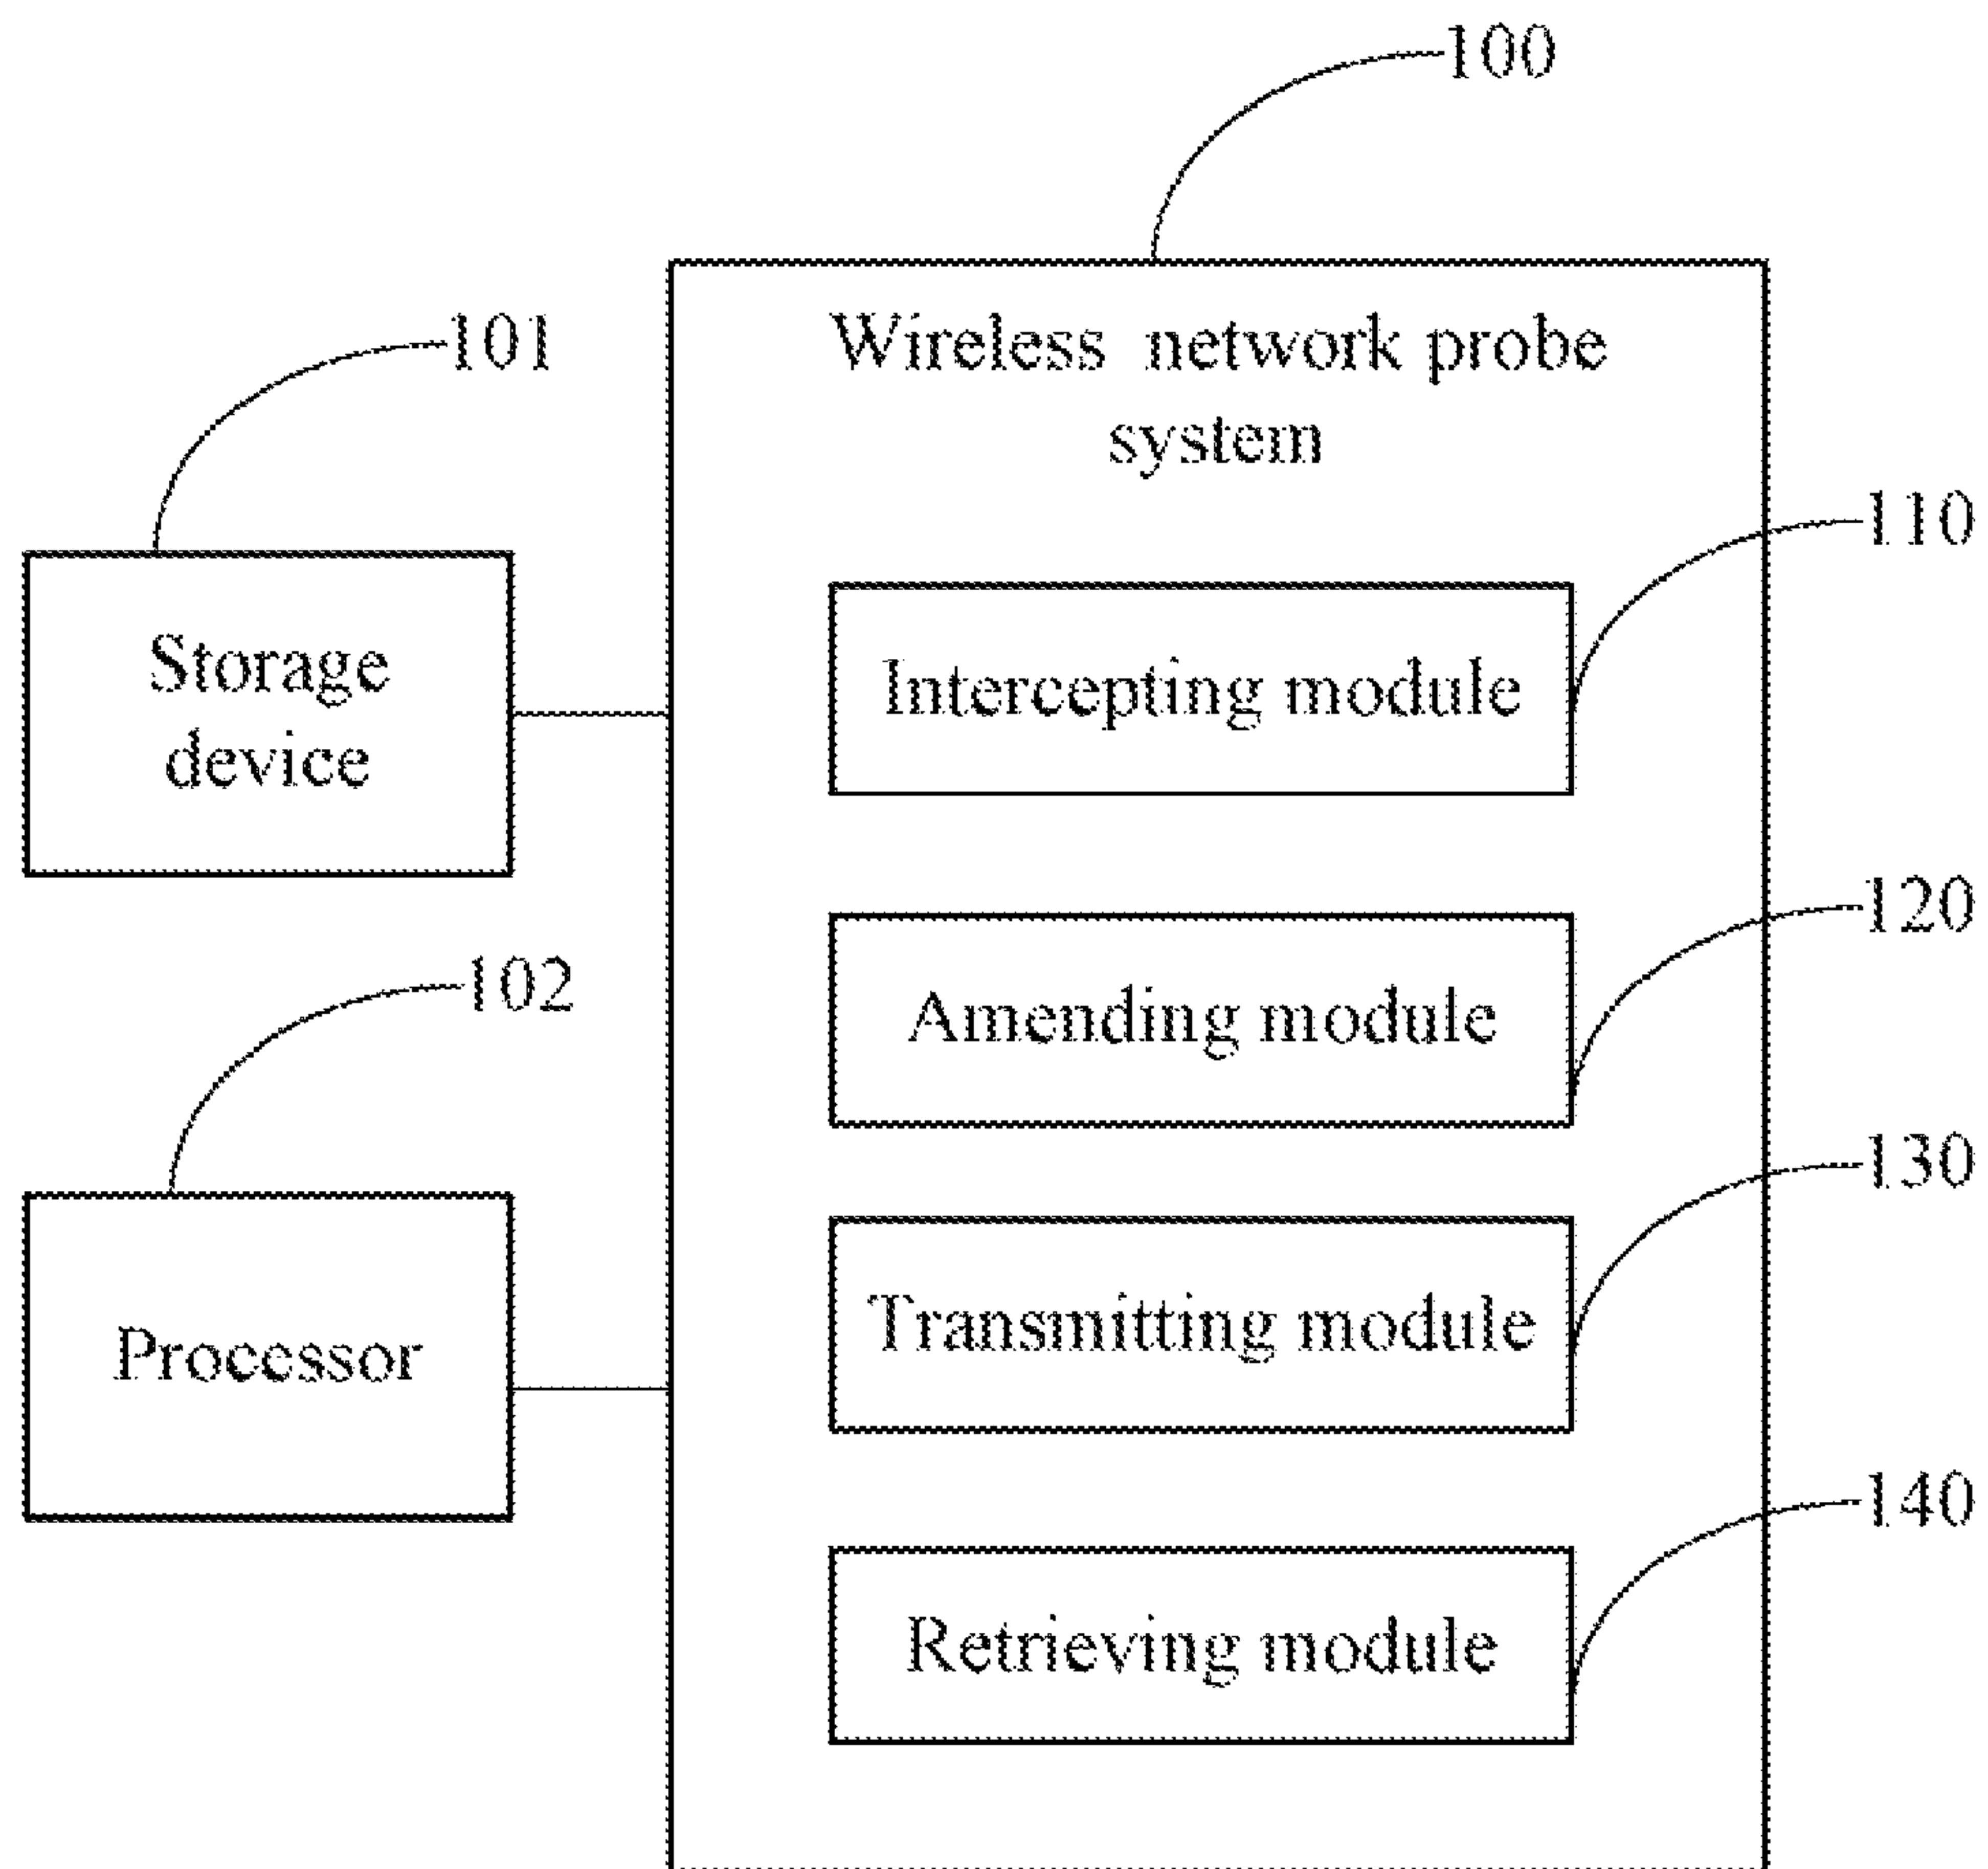 100
Wireless network probe
system
101
110
Storage
device
Intercepting module
120
102
Amending module
130
Processor
Transmitting module
140
Retrieving module